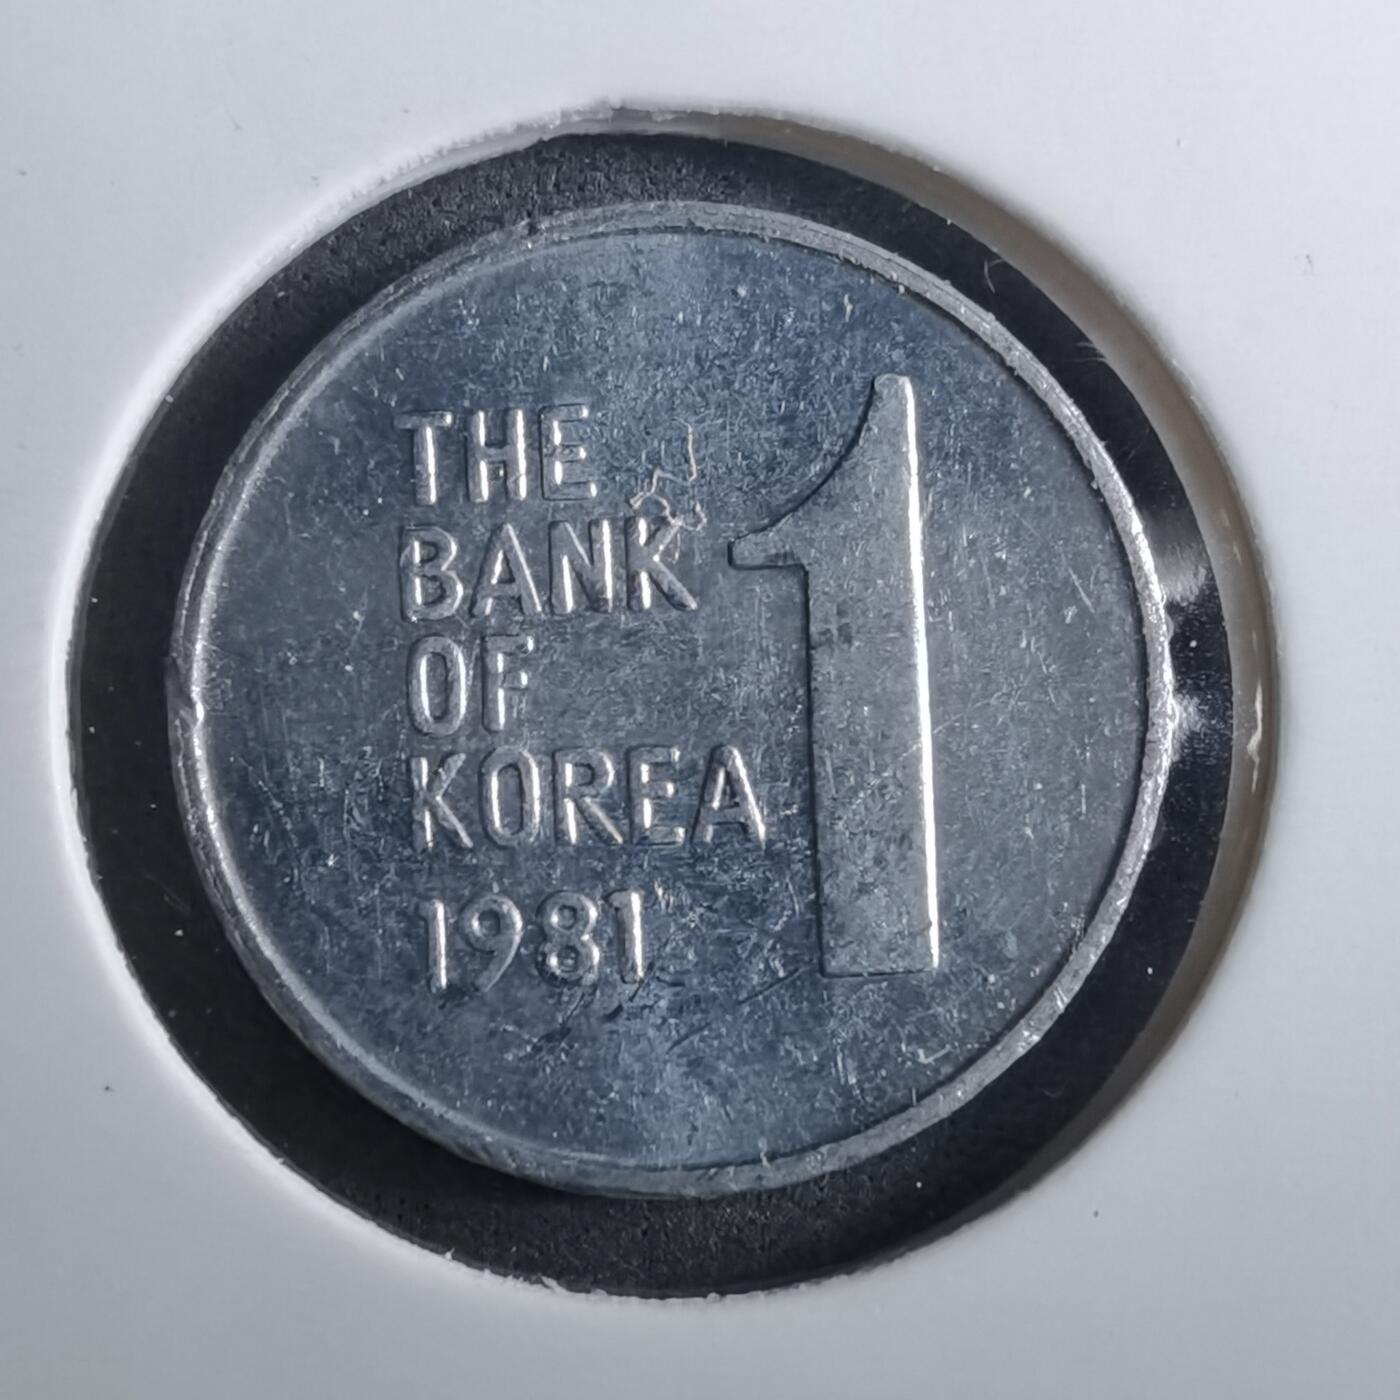 THE
BANK
OF
KOREA
1981
1